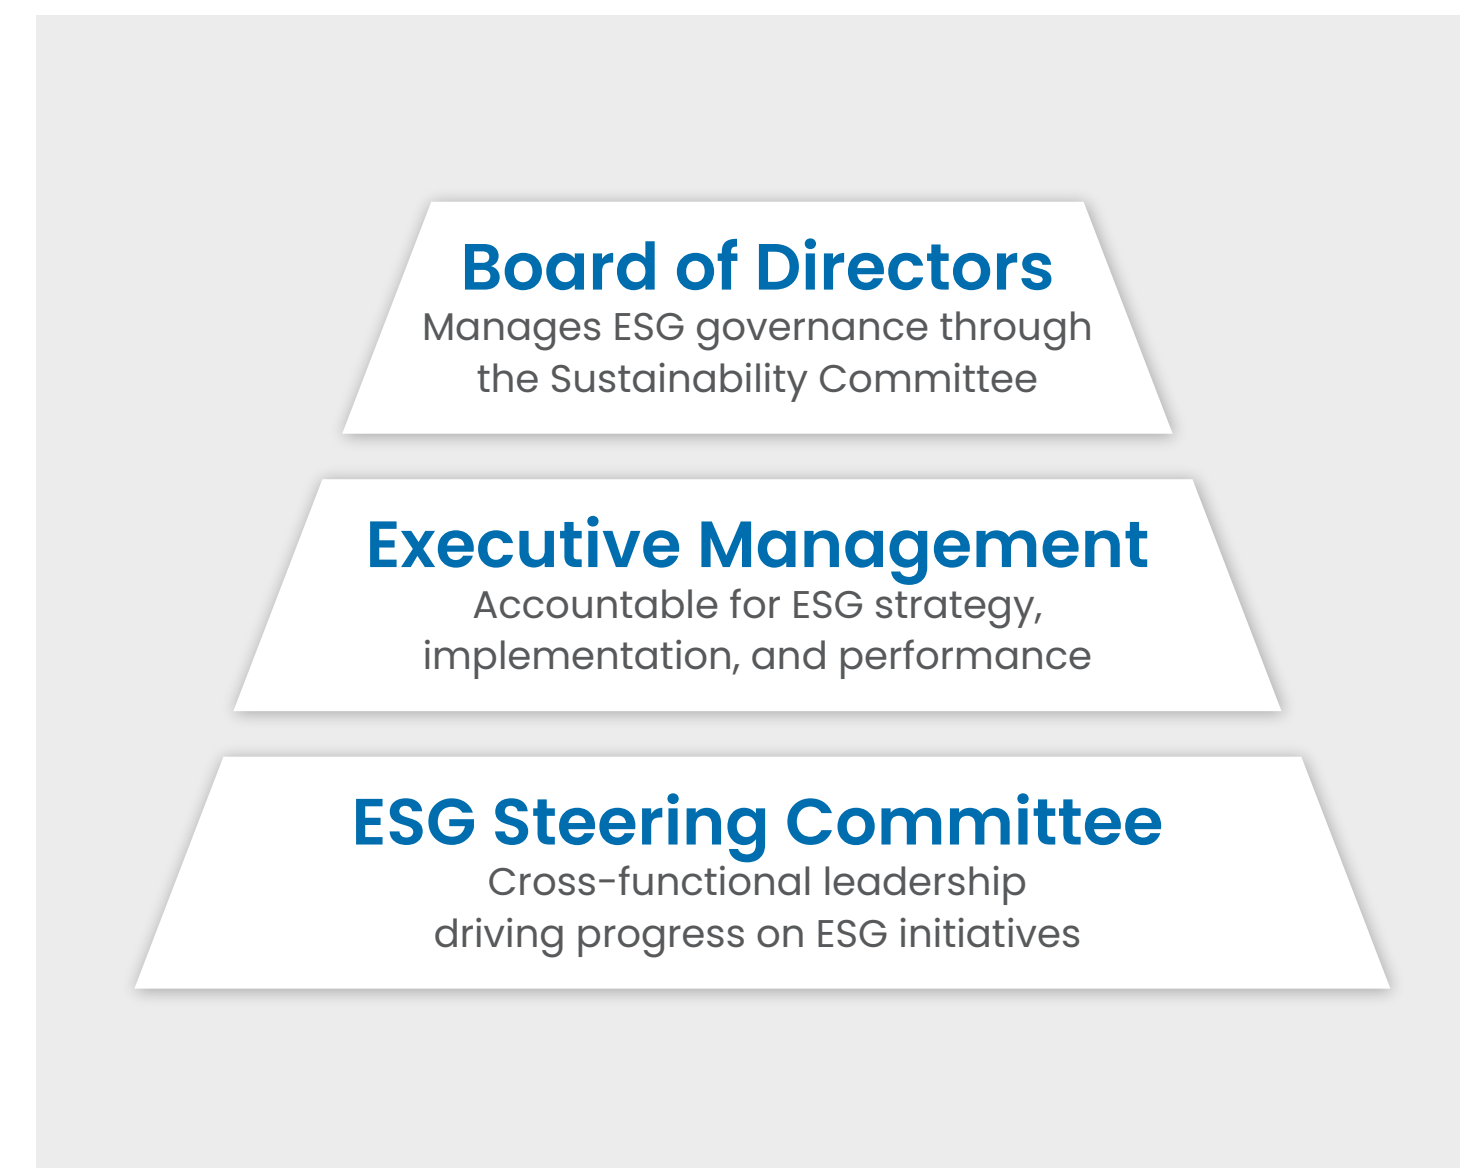 Board of Directors
Manages ESG governance through
the Sustainability Committee
Executive Management
Accountable for ESG strategy,
implementation, and performance
ESG Steering Committee
Cross-functional leadership
driving progress on ESG initiatives